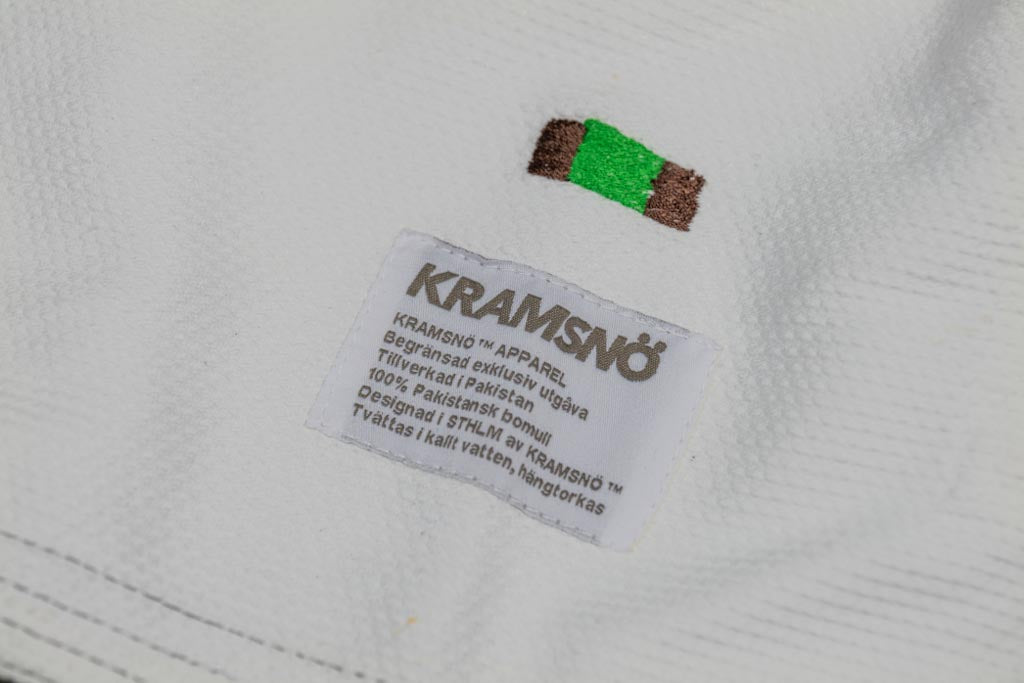 KRAMSNÖ
KRAMSNÖ ™ APPAREL
Begränsad exklusiv utgåva
Tillverkad i Pakistan
100% Pakistansk bomull
Designad i STHLM av KRAMSNÖ ™
Tvättas i kallt vatten, hängtorkas